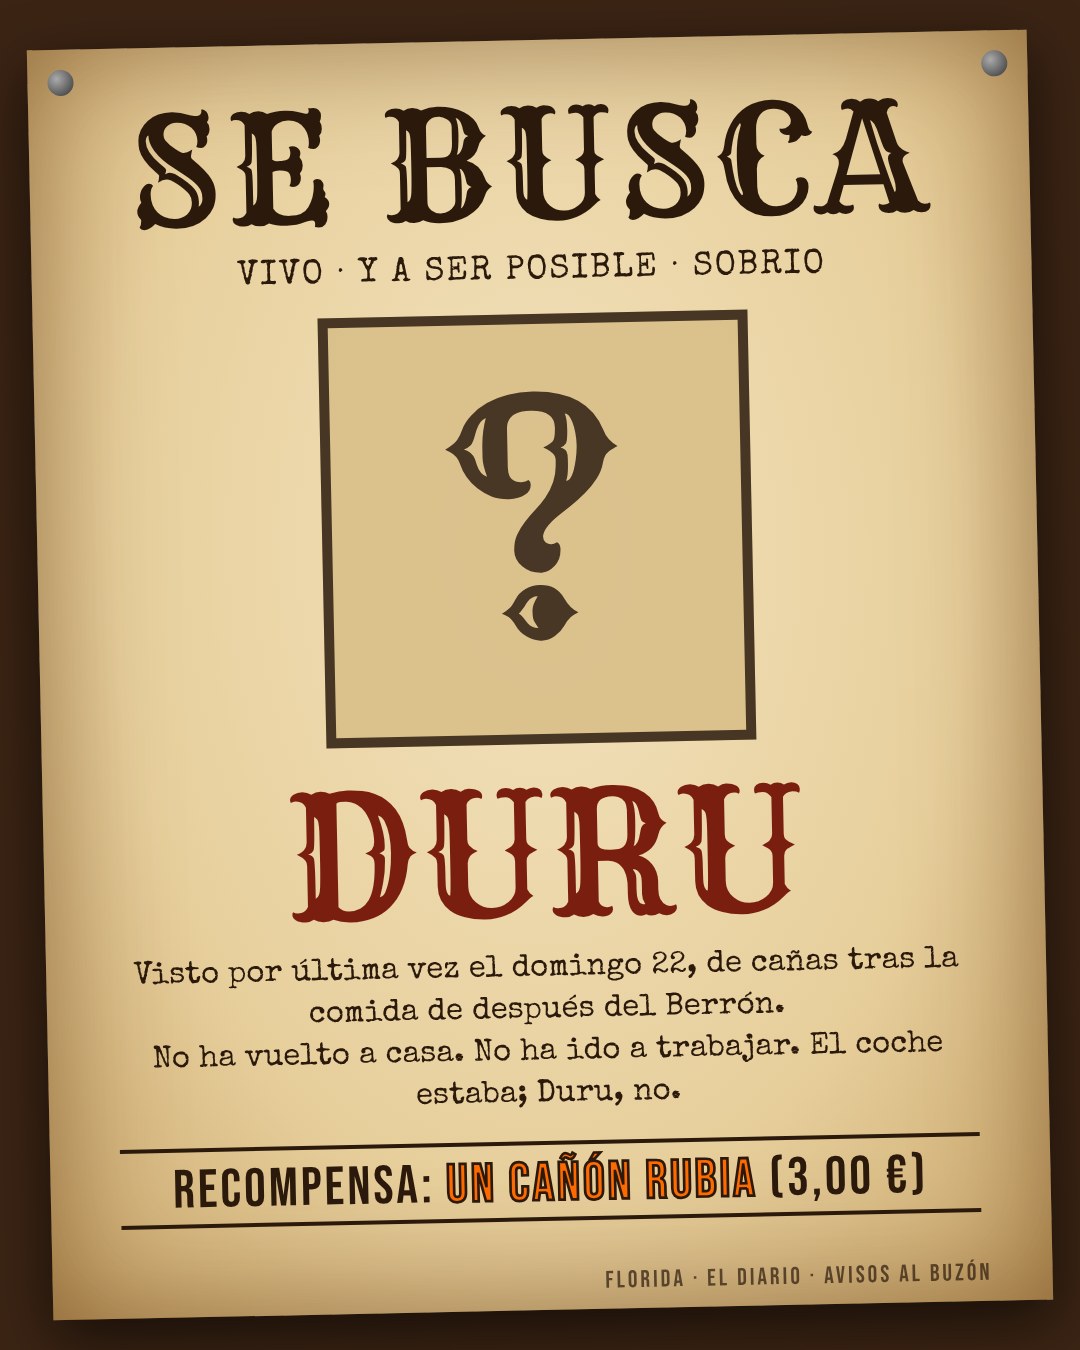 SE BUSCA
VIVO · Y A SER POSIBLE · SOBRIO
?
DURU
Visto por última vez el domingo 22, de cañas tras la
comida de después del Berrón.
No ha vuelto a casa. No ha ido a trabajar. El coche
estaba; Duru, no.
RECOMPENSA: UN CAÑÓN RUBIA (3,00 €)
FLORIDA · EL DIARIO · AVISOS AL BUZÓN